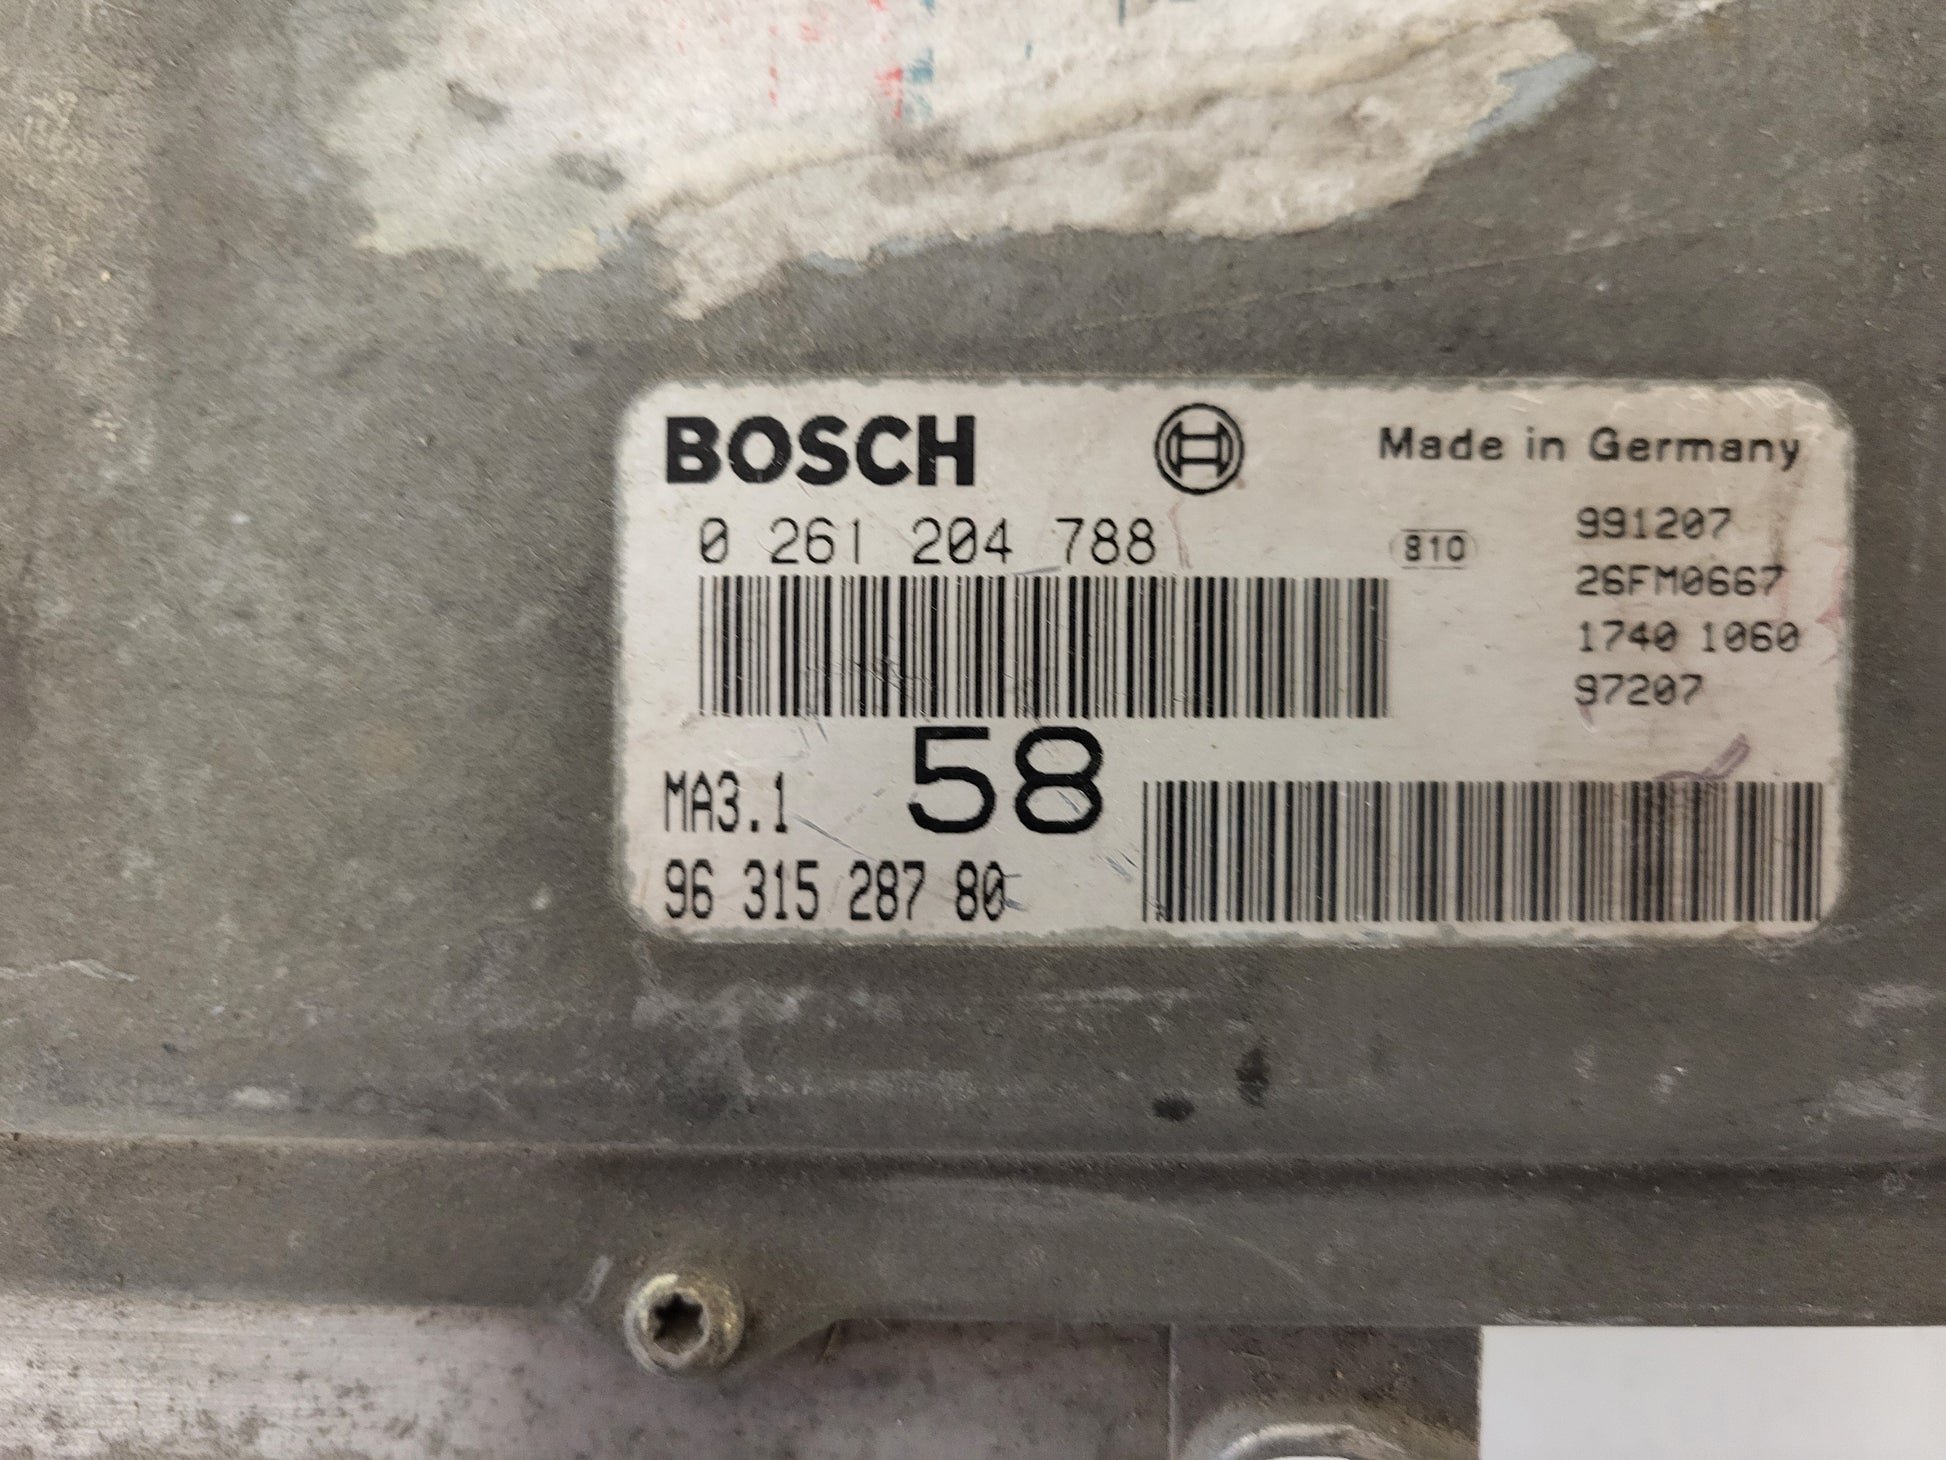 BOSCH
Made in Germany
0 261 204 788
810
991207
26FM0667
1740 1060
97207
MA3.1
58
96 315 287 80